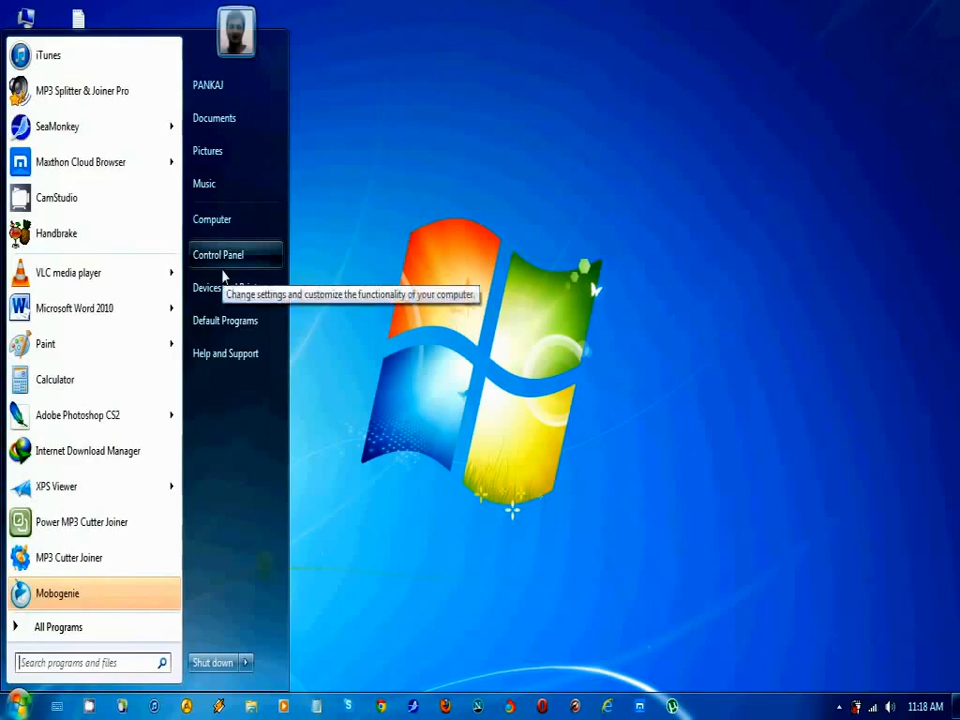 iTunes
MP3 Splitter & Joiner Pro
SeaMonkey
Maxthon Cloud Browser
CamStudio
Handbrake
VLC media player
Microsoft Word 2010
Paint
Calculator
Adobe Photoshop CS2
Internet Download Manager
XPS Viewer
Power MP3 Cutter Joiner
MP3 Cutter Joiner
Mobogenie
All Programs
Search programs and files
PANKAJ
Documents
Pictures
Music
Computer
Control Panel
Devices
Change settings and customize the functionality of your computer.
Default Programs
Help and Support
Shut down
11:18 AM